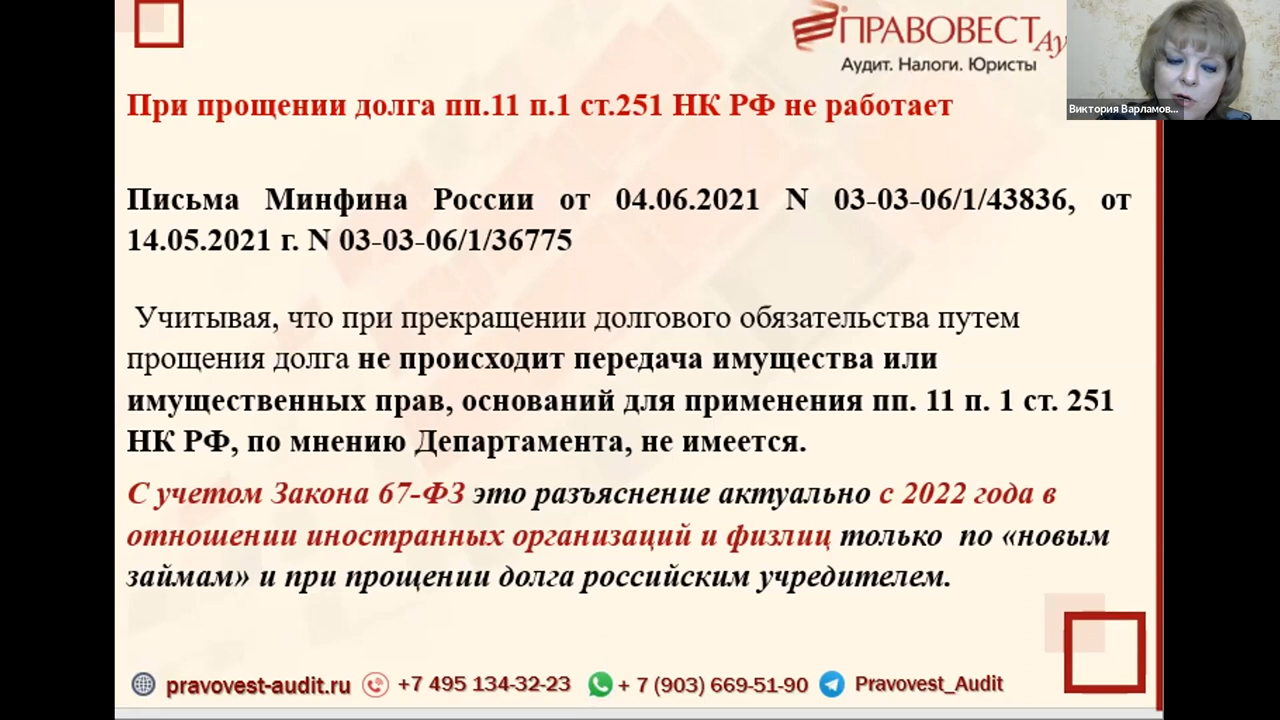 ПРАВОВЕСТ Ау
Аудит. Налоги. Юристы
Виктория Варламов...
При прощении долга пп.11 п.1 ст.251 НК РФ не работает
Письма Минфина России от 04.06.2021 N 03-03-06/1/43836, от
14.05.2021 г. N 03-03-06/1/36775
Учитывая, что при прекращении долгового обязательства путем
прощения долга не происходит передача имущества или
имущественных прав, оснований для применения пп. 11 п. 1 ст. 251
НК РФ, по мнению Департамента, не имеется.
С учетом Закона 67-ФЗ это разъяснение актуально с 2022 года в
отношении иностранных организаций и физлиц только по «новым
займам» и при прощении долга российским учредителем.
pravovest-audit.ru +7 495 134-32-23 + 7 (903) 669-51-90 Pravovest_Audit